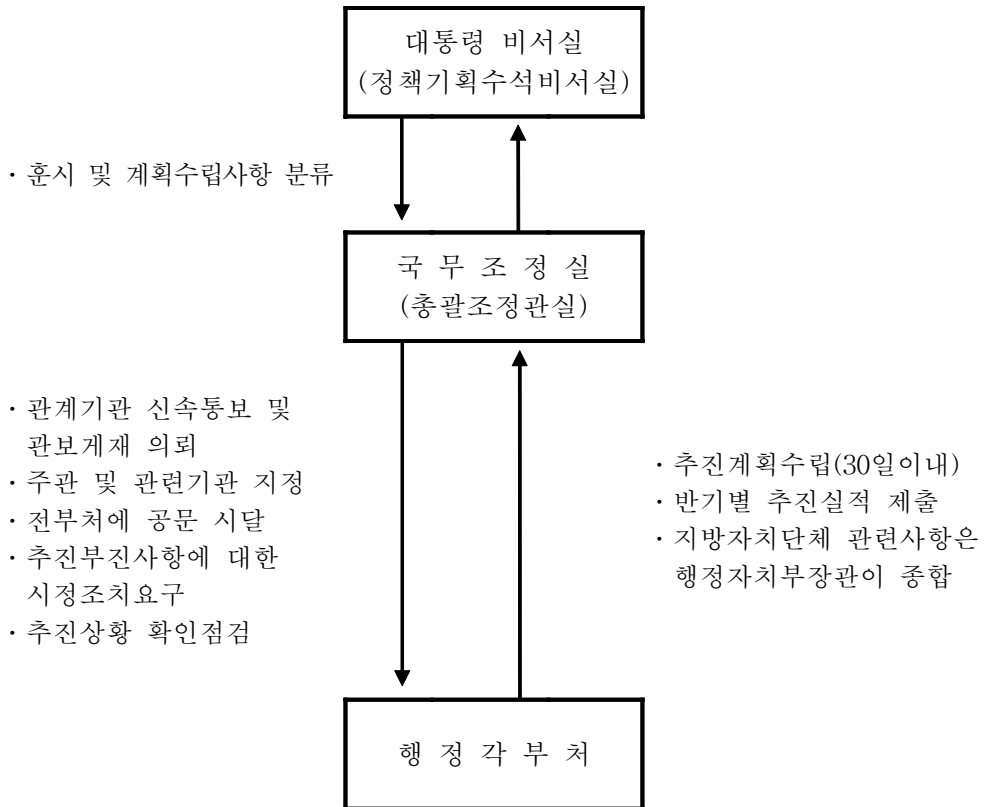 대통령 비서실
(정책기획수석비서실)
· 훈시 및 계획수립사항 분류
국 무 조 정 실
(총괄조정관실)
· 관계기관 신속통보 및
관보게재 의뢰
· 주관 및 관련기관 지정
· 전부처에 공문 시달
· 추진부진사항에 대한
시정조치요구
· 추진상황 확인점검
· 추진계획수립(30일이내)
· 반기별 추진실적 제출
· 지방자치단체 관련사항은
행정자치부장관이 종합
행 정 각 부 처